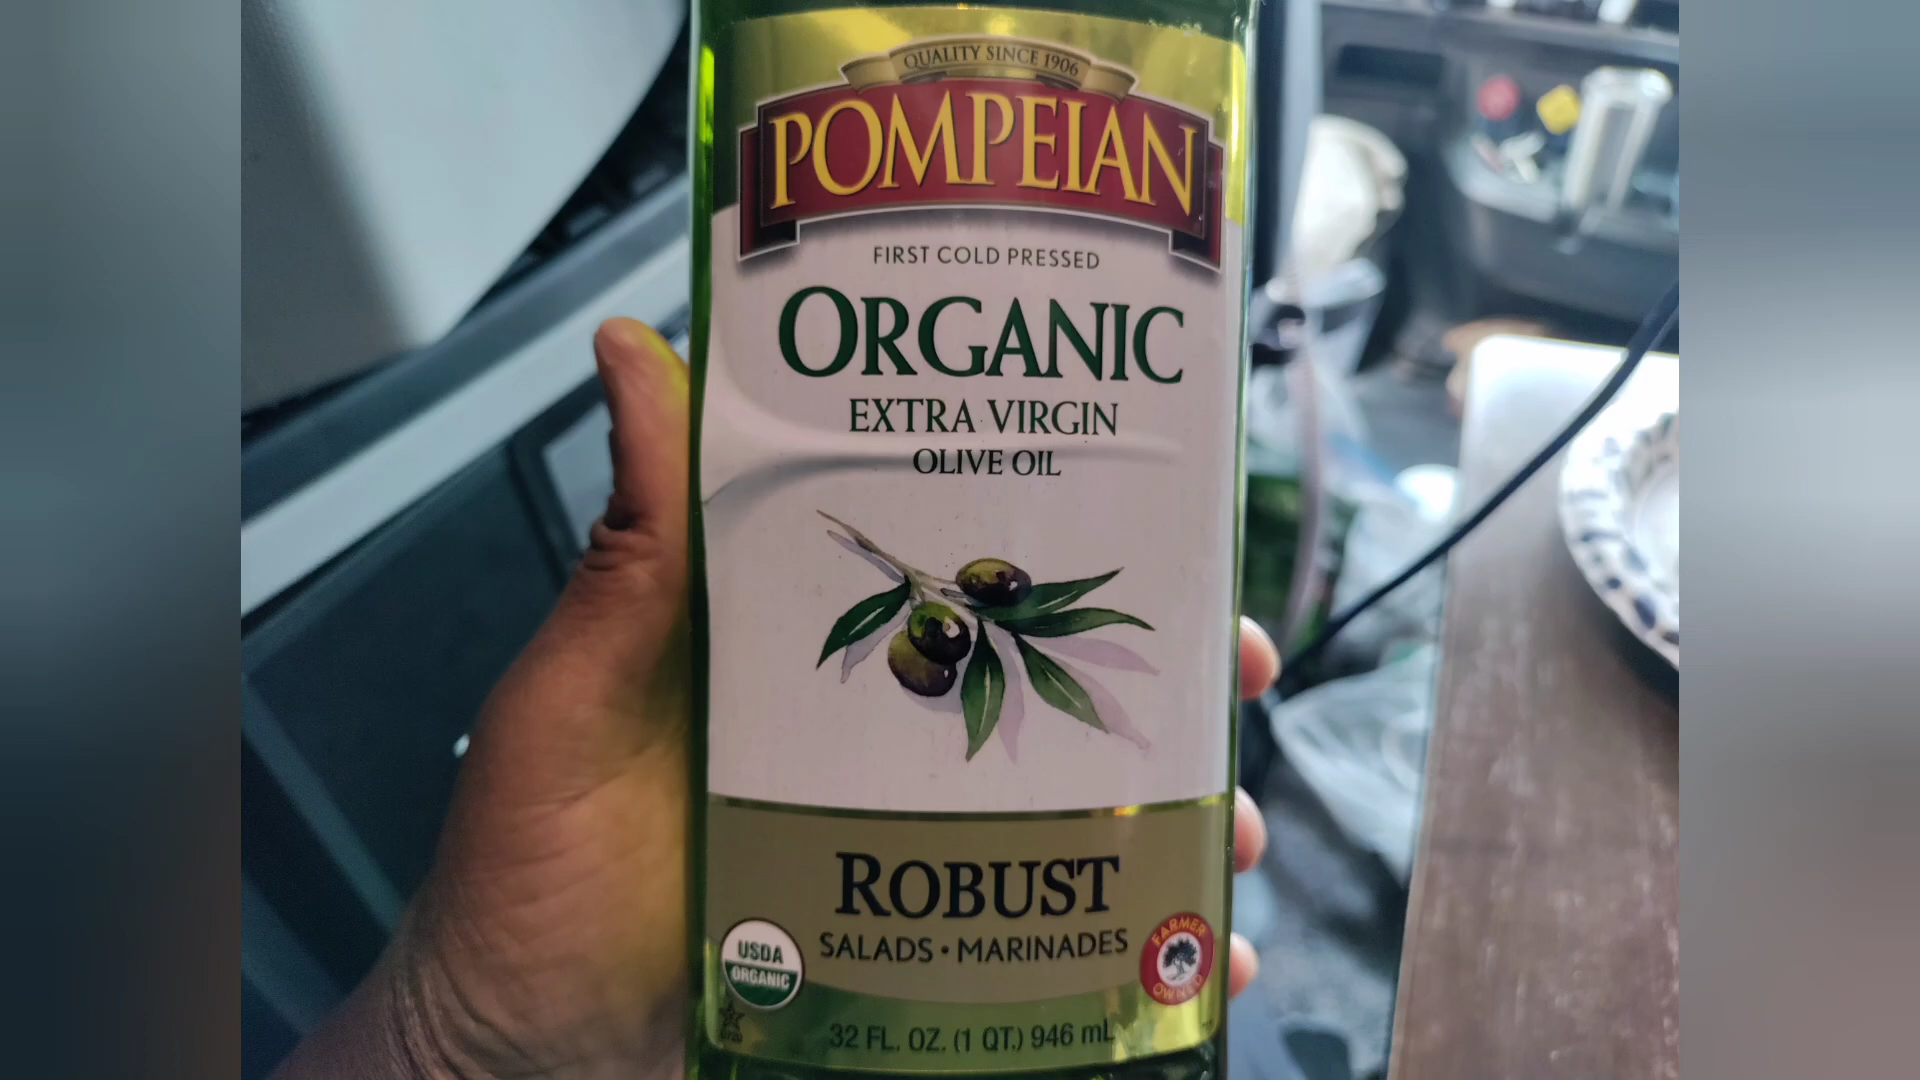 QUALITY SINCE 1906
POMPEIAN
FIRST COLD PRESSED
ORGANIC
EXTRA VIRGIN
OLIVE OIL
ROBUST
SALADS • MARINADES
USDA
ORGANIC
FARMER
OWNED
32 FL. OZ. (1 QT.) 946 mL